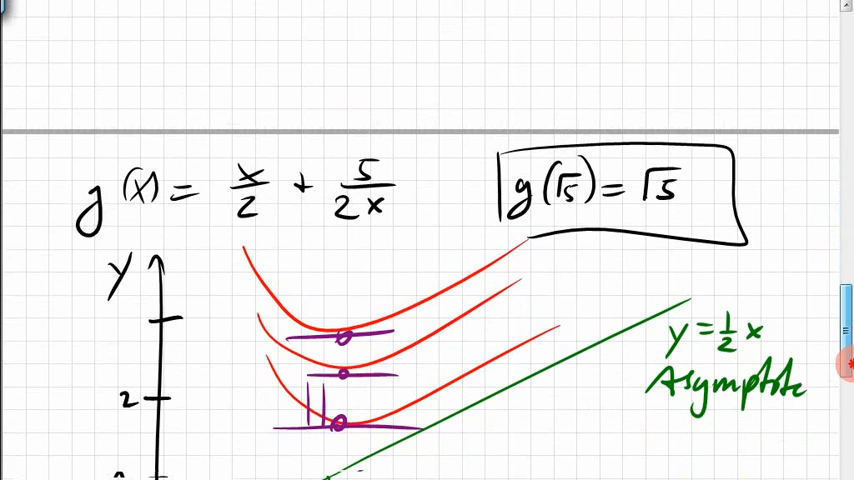 g(x) = x/2 + 5/2x
g(√5) = √5
y
y = 1/2 x
Asymptote
2